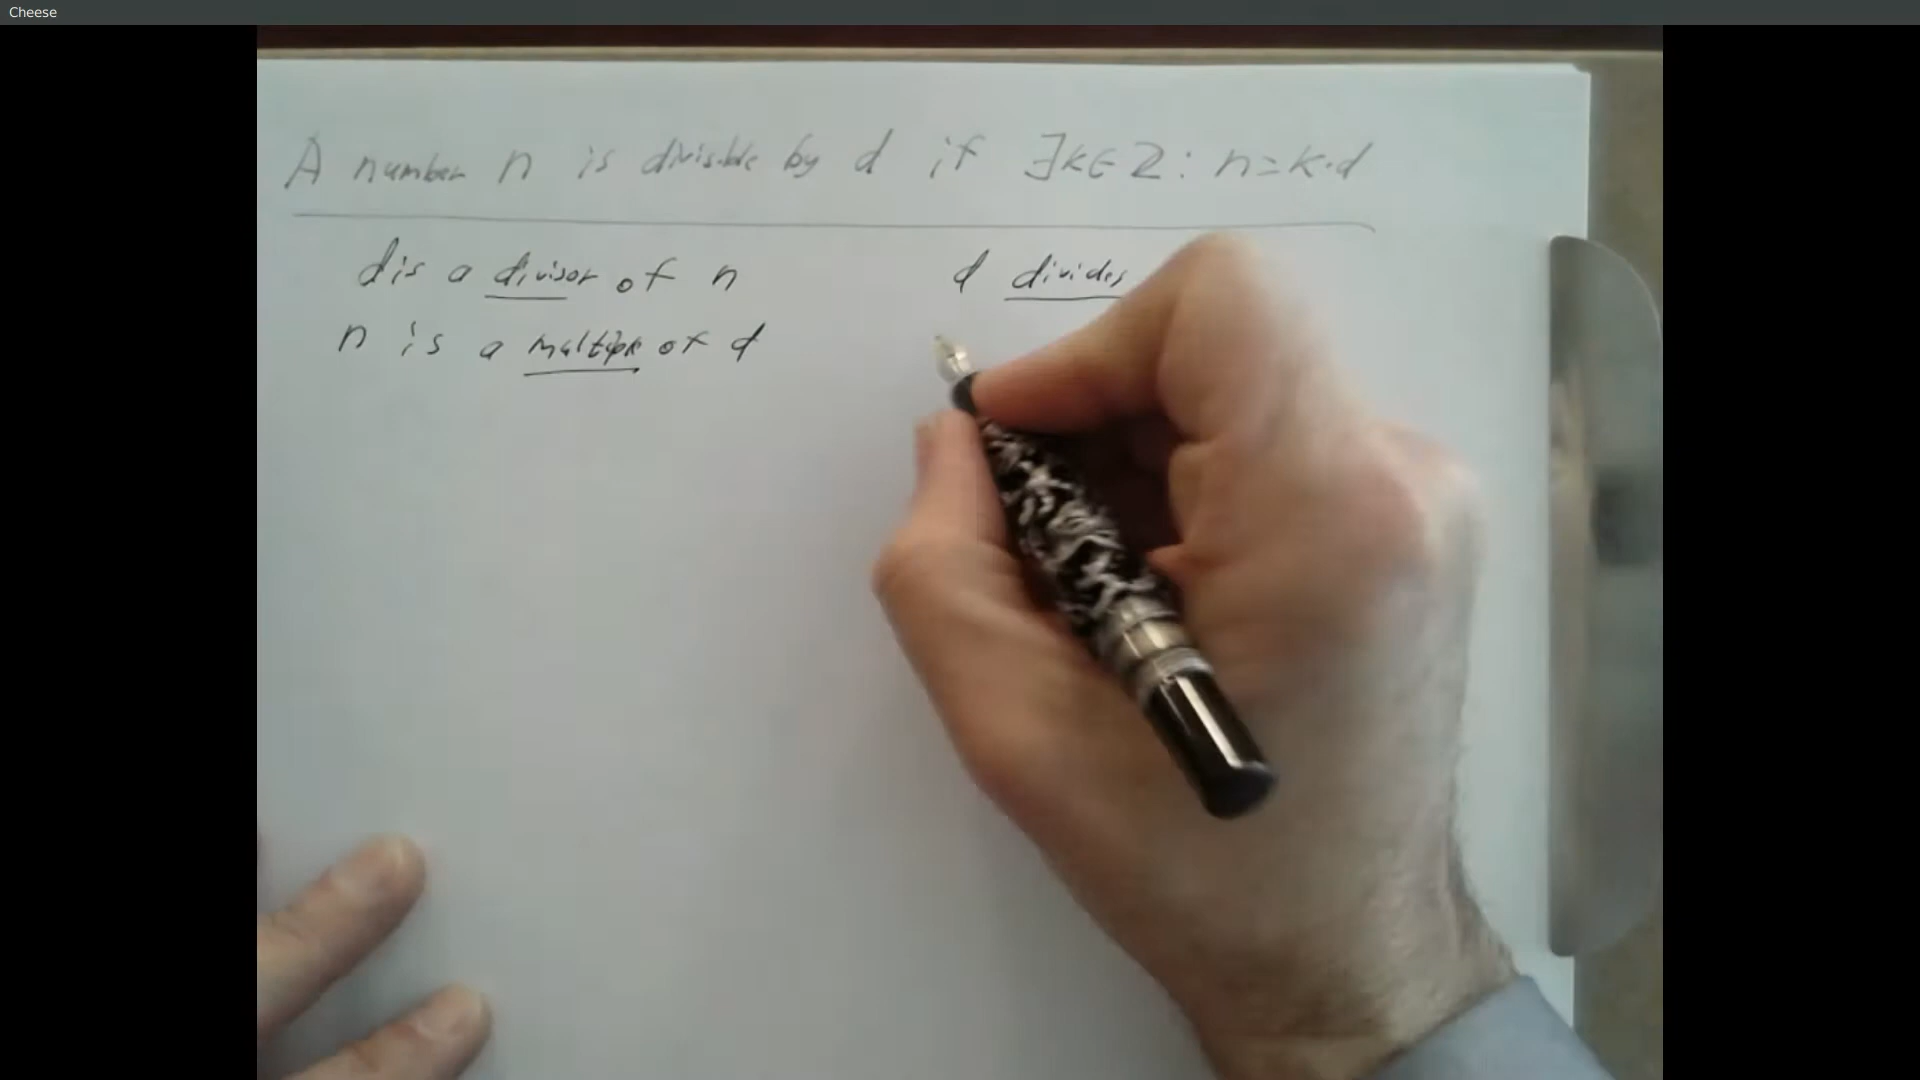 Cheese
A number n is divisible by d if ∃k∈ℤ: n=k·d
d is a divisor of n
d divides
n is a multiple of d